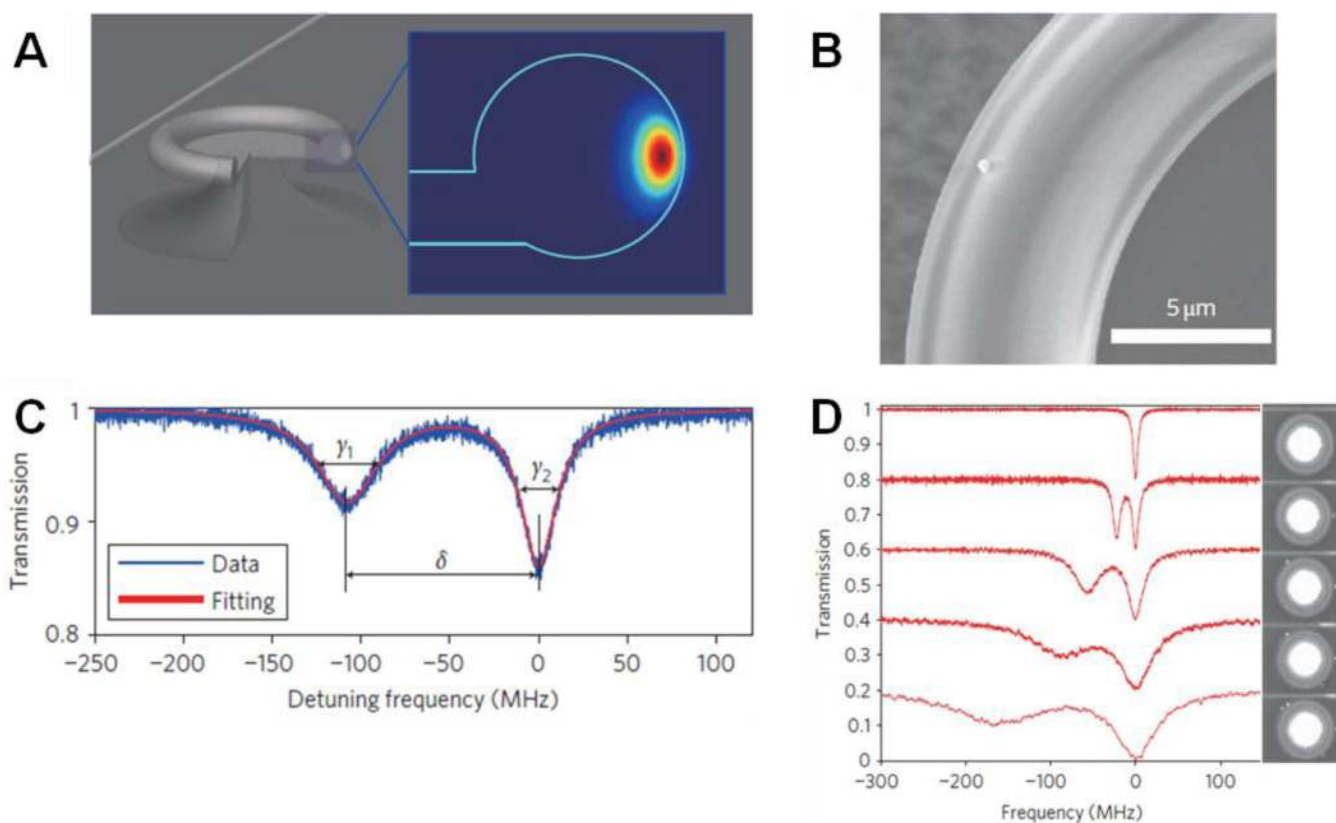 A
B
5 μm
C
1
0.9
0.8
Transmission
γ1
γ2
δ
Data
Fitting
−250 −200 −150 −100 −50 0 50 100
Detuning frequency (MHz)
D
1
0.9
0.8
0.7
0.6
0.5
0.4
0.3
0.2
0.1
0
Transmission
−300 −200 −100 0 100
Frequency (MHz)